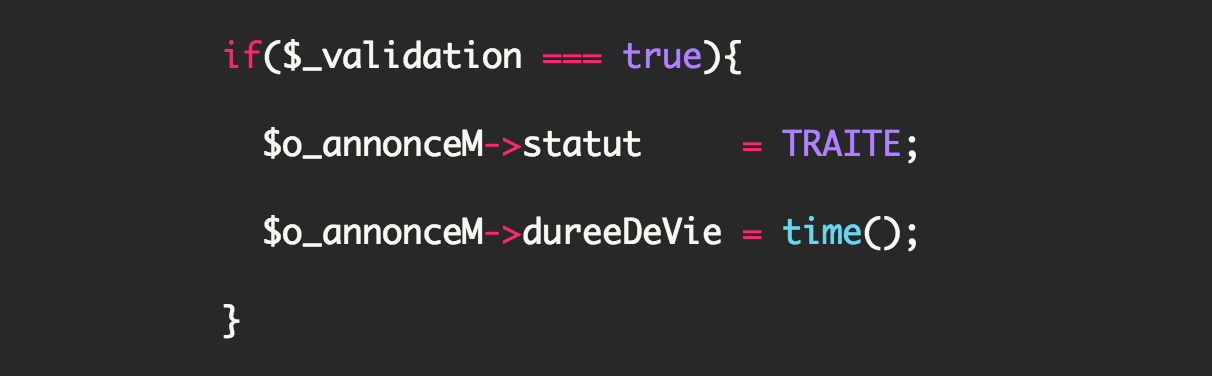 if($_validation === true){
$o_annonceM->statut     = TRAITE;
$o_annonceM->dureeDeVie = time();
}